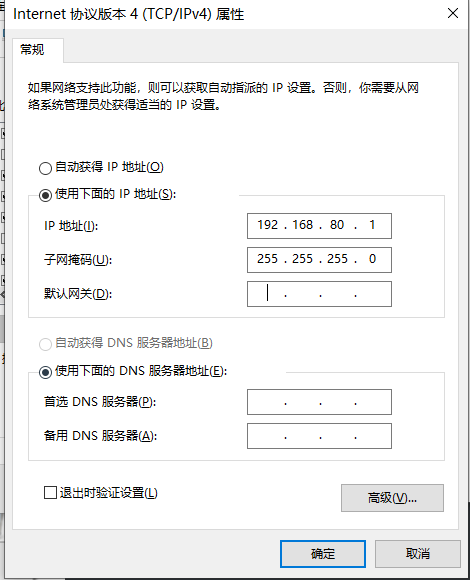 Internet 协议版本 4 (TCP/IPv4) 属性
常规
如果网络支持此功能，则可以获取自动指派的 IP 设置。否则，你需要从网
络系统管理员处获得适当的 IP 设置。
自动获得 IP 地址(O)
使用下面的 IP 地址(S):
IP 地址(I): 192 . 168 . 80 . 1
子网掩码(U): 255 . 255 . 255 . 0
默认网关(D): . . .
自动获得 DNS 服务器地址(B)
使用下面的 DNS 服务器地址(E):
首选 DNS 服务器(P): . . .
备用 DNS 服务器(A): . . .
退出时验证设置(L)
高级(V)...
确定 取消